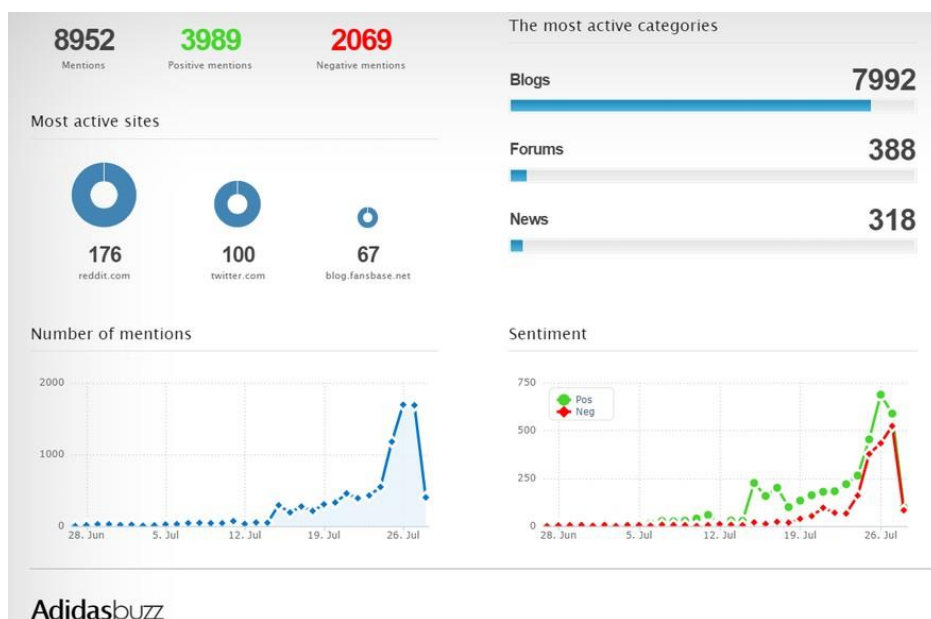 8952
Mentions
3989
Positive mentions
2069
Negative mentions
Most active sites
176
reddit.com
100
twitter.com
67
blog.fansbase.net
The most active categories
Blogs 7992
Forums 388
News 318
Number of mentions
2000
1000
0
28. Jun 5. Jul 12. Jul 19. Jul 26. Jul
Sentiment
750
Pos
Neg
500
250
0
28. Jun 5. Jul 12. Jul 19. Jul 26. Jul
Adidasbuzz